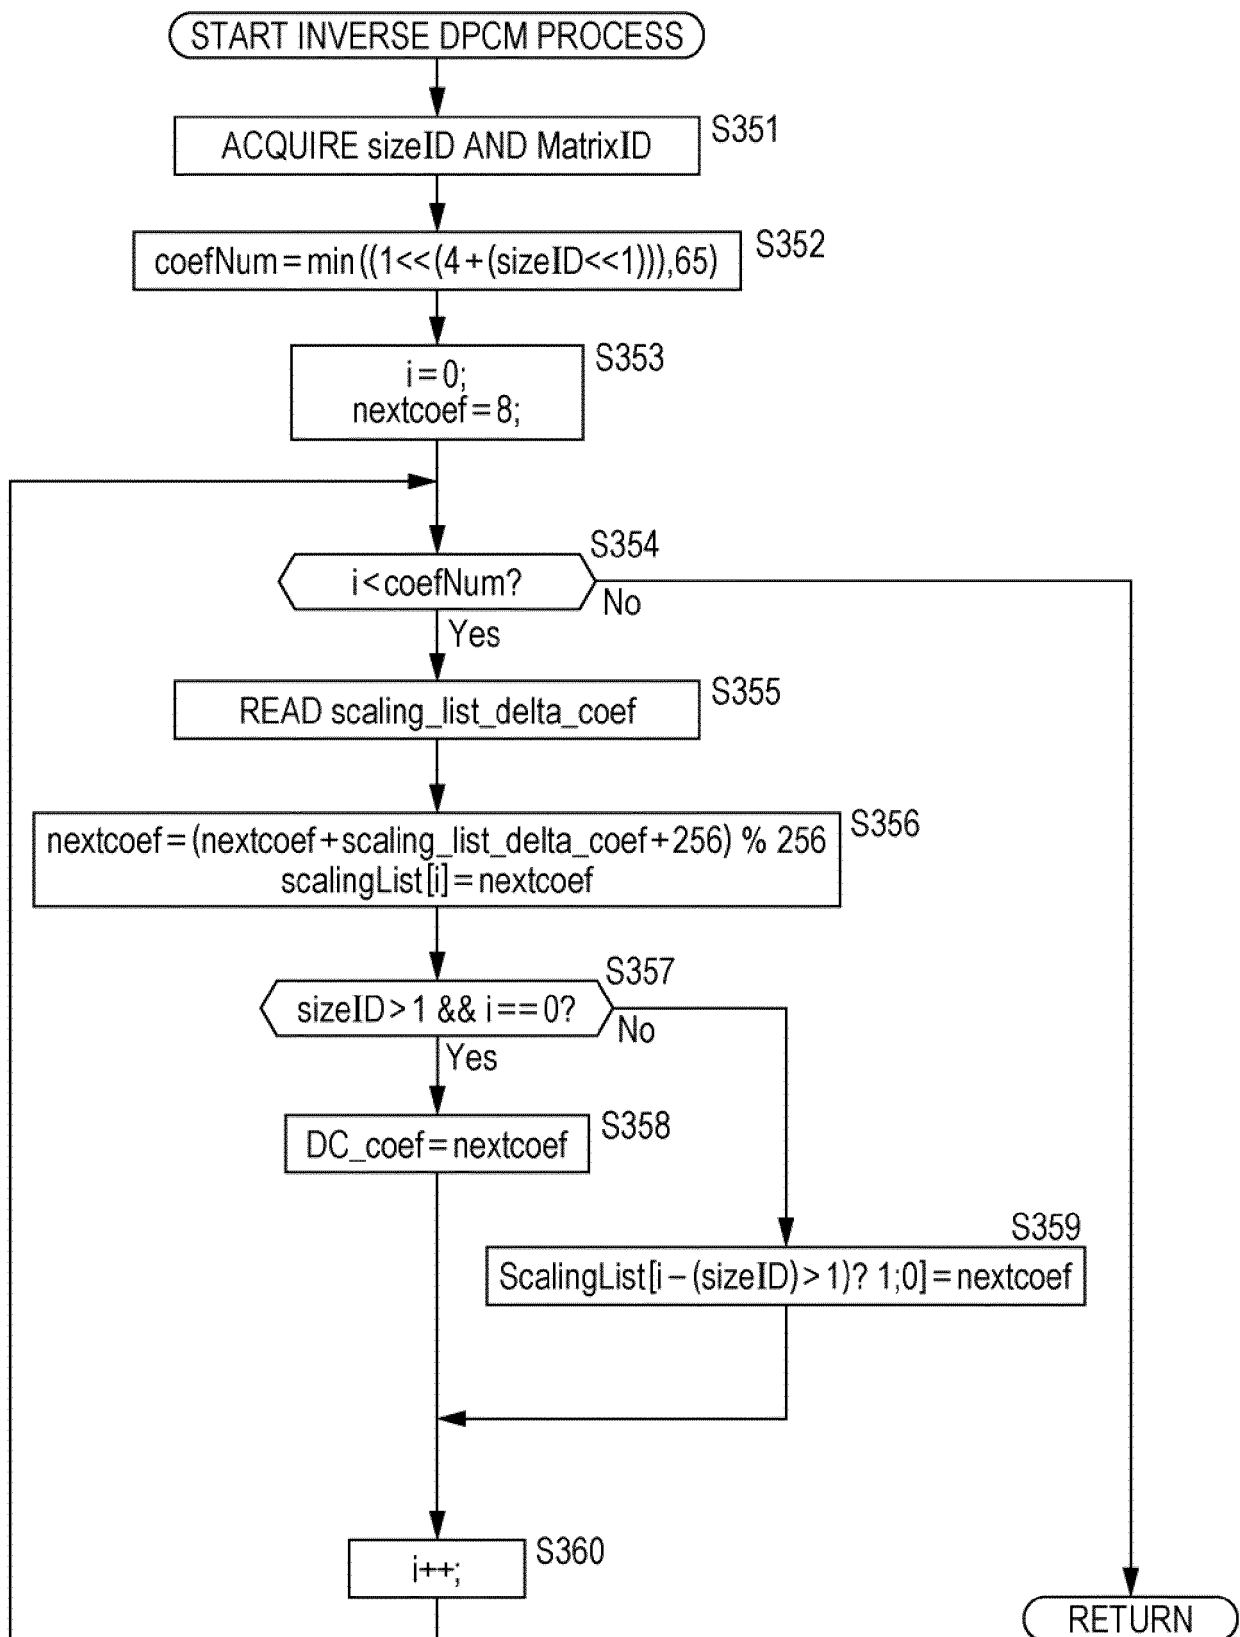 START INVERSE DPCM PROCESS
S351
ACQUIRE sizeID AND MatrixID
S352
coefNum=min((1<<(4+(sizeID<<1))),65)
S353
i=0;
nextcoef=8;
S354
i<coefNum?
No
Yes
S355
READ scaling_list_delta_coef
S356
nextcoef=(nextcoef+scaling_list_delta_coef+256) % 256
scalingList[i]=nextcoef
S357
sizeID>1 && i==0?
No
Yes
S358
DC_coef=nextcoef
S359
ScalingList[i-(sizeID)>1)? 1;0]=nextcoef
S360
i++;
RETURN